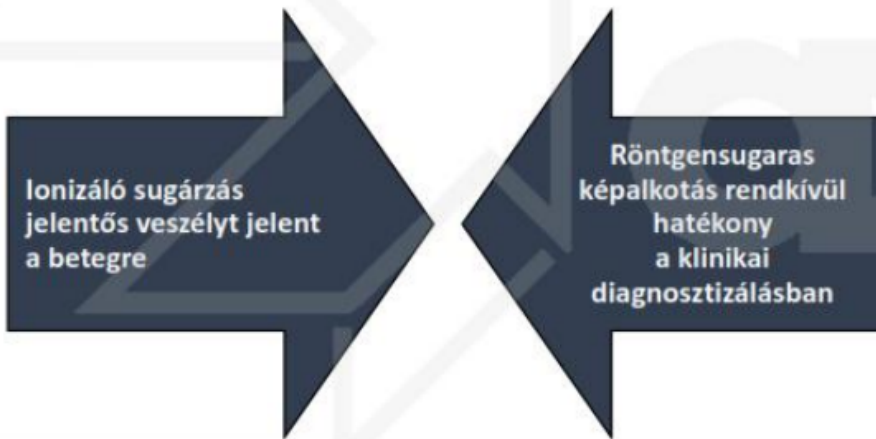 Ionizáló sugárzás
jelentős veszélyt jelent
a betegre
Röntgensugaras
képalkotás rendkívül
hatékony
a klinikai
diagnosztizálásban